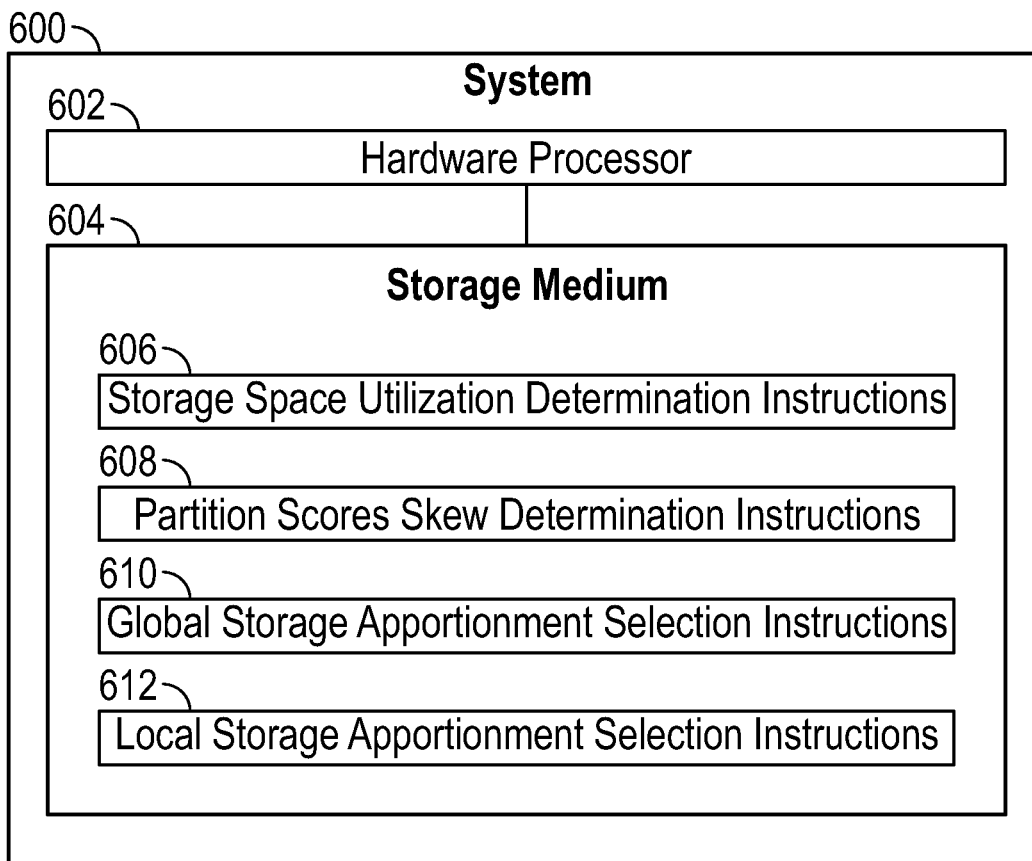 600
System
602
Hardware Processor
604
Storage Medium
606
Storage Space Utilization Determination Instructions
608
Partition Scores Skew Determination Instructions
610
Global Storage Apportionment Selection Instructions
612
Local Storage Apportionment Selection Instructions